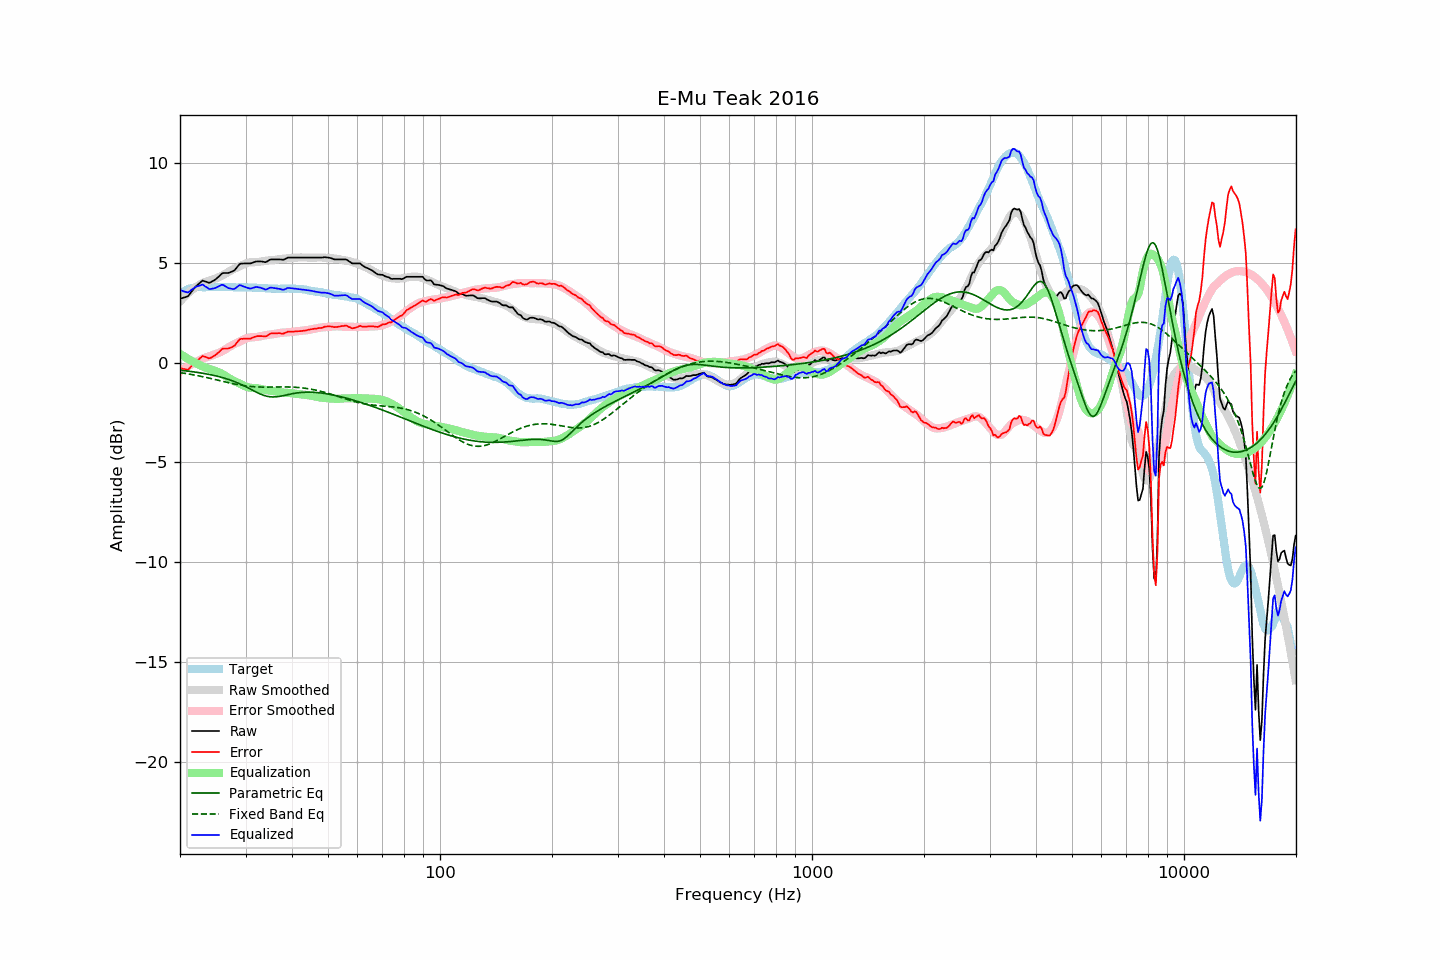 E-Mu Teak 2016
10
5
0
−5
−10
−15
−20
Amplitude (dBr)
Target
Raw Smoothed
Error Smoothed
Raw
Error
Equalization
Parametric Eq
Fixed Band Eq
Equalized
100
1000
10000
Frequency (Hz)